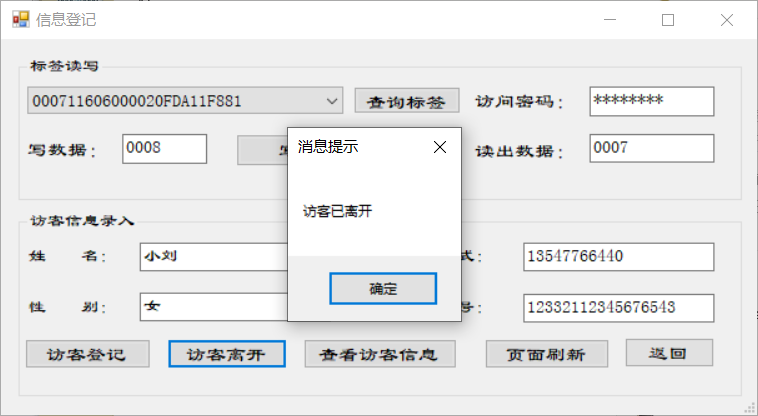 信息登记
标签读写
000711606000020FDA11F881 查询标签 访问密码： ********
写数据： 0008 读出数据： 0007
消息提示
访客已离开
确定
访客信息录入
姓 名： 小刘 式： 13547766440
性 别： 女 号： 12332112345676543
访客登记 访客离开 查看访客信息 页面刷新 返回